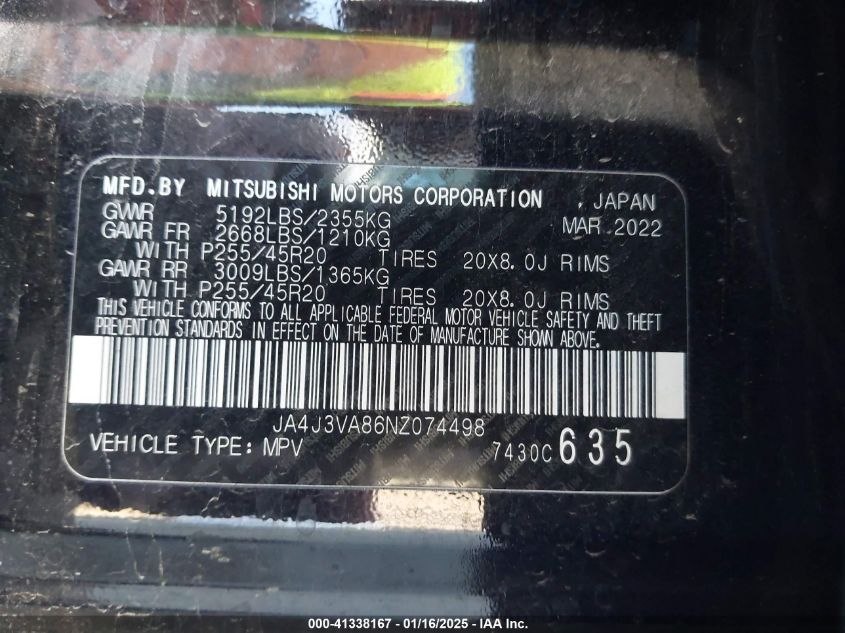 MFD.BY MITSUBISHI MOTORS CORPORATION , JAPAN
GVWR 5192LBS/2355KG MAR 2022
GAWR FR 2668LBS/1210KG
WITH P255/45R20 TIRES 20X8.0J RIMS
GAWR RR 3009LBS/1365KG
WITH P255/45R20 TIRES 20X8.0J RIMS
THIS VEHICLE CONFORMS TO ALL APPLICABLE FEDERAL MOTOR VEHICLE SAFETY AND THEFT
PREVENTION STANDARDS IN EFFECT ON THE DATE OF MANUFACTURE SHOWN ABOVE.
JA4J3VA86NZ074498
VEHICLE TYPE: MPV 7430C 635
000-41338167 - 01/16/2025 - IAA Inc.